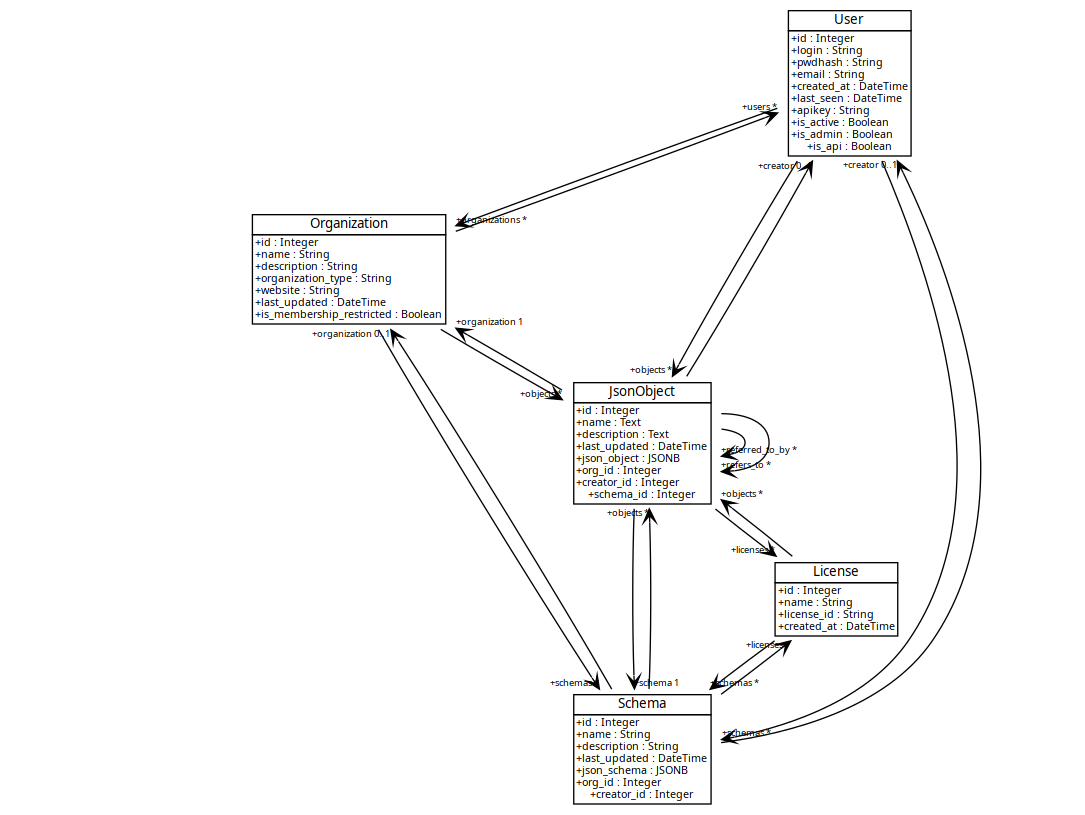 User
+id : Integer
+login : String
+pwdhash : String
+email : String
+created_at : DateTime
+last_seen : DateTime
+apikey : String
+is_active : Boolean
+is_admin : Boolean
+is_api : Boolean
+users *
+creator 0..1
+organizations *
Organization
+id : Integer
+name : String
+description : String
+organization_type : String
+website : String
+last_updated : DateTime
+is_membership_restricted : Boolean
+organization 1
+organization 0..1
+objects *
+objects *
JsonObject
+id : Integer
+name : Text
+description : Text
+last_updated : DateTime
+json_object : JSONB
+org_id : Integer
+creator_id : Integer
+schema_id : Integer
+referred_to_by *
+refers_to *
+objects *
+objects *
+licenses *
License
+id : Integer
+name : String
+license_id : String
+created_at : DateTime
+licenses
+schemas
+schema 1
+schemas *
Schema
+id : Integer
+name : String
+description : String
+last_updated : DateTime
+json_schema : JSONB
+org_id : Integer
+creator_id : Integer
+schemas *